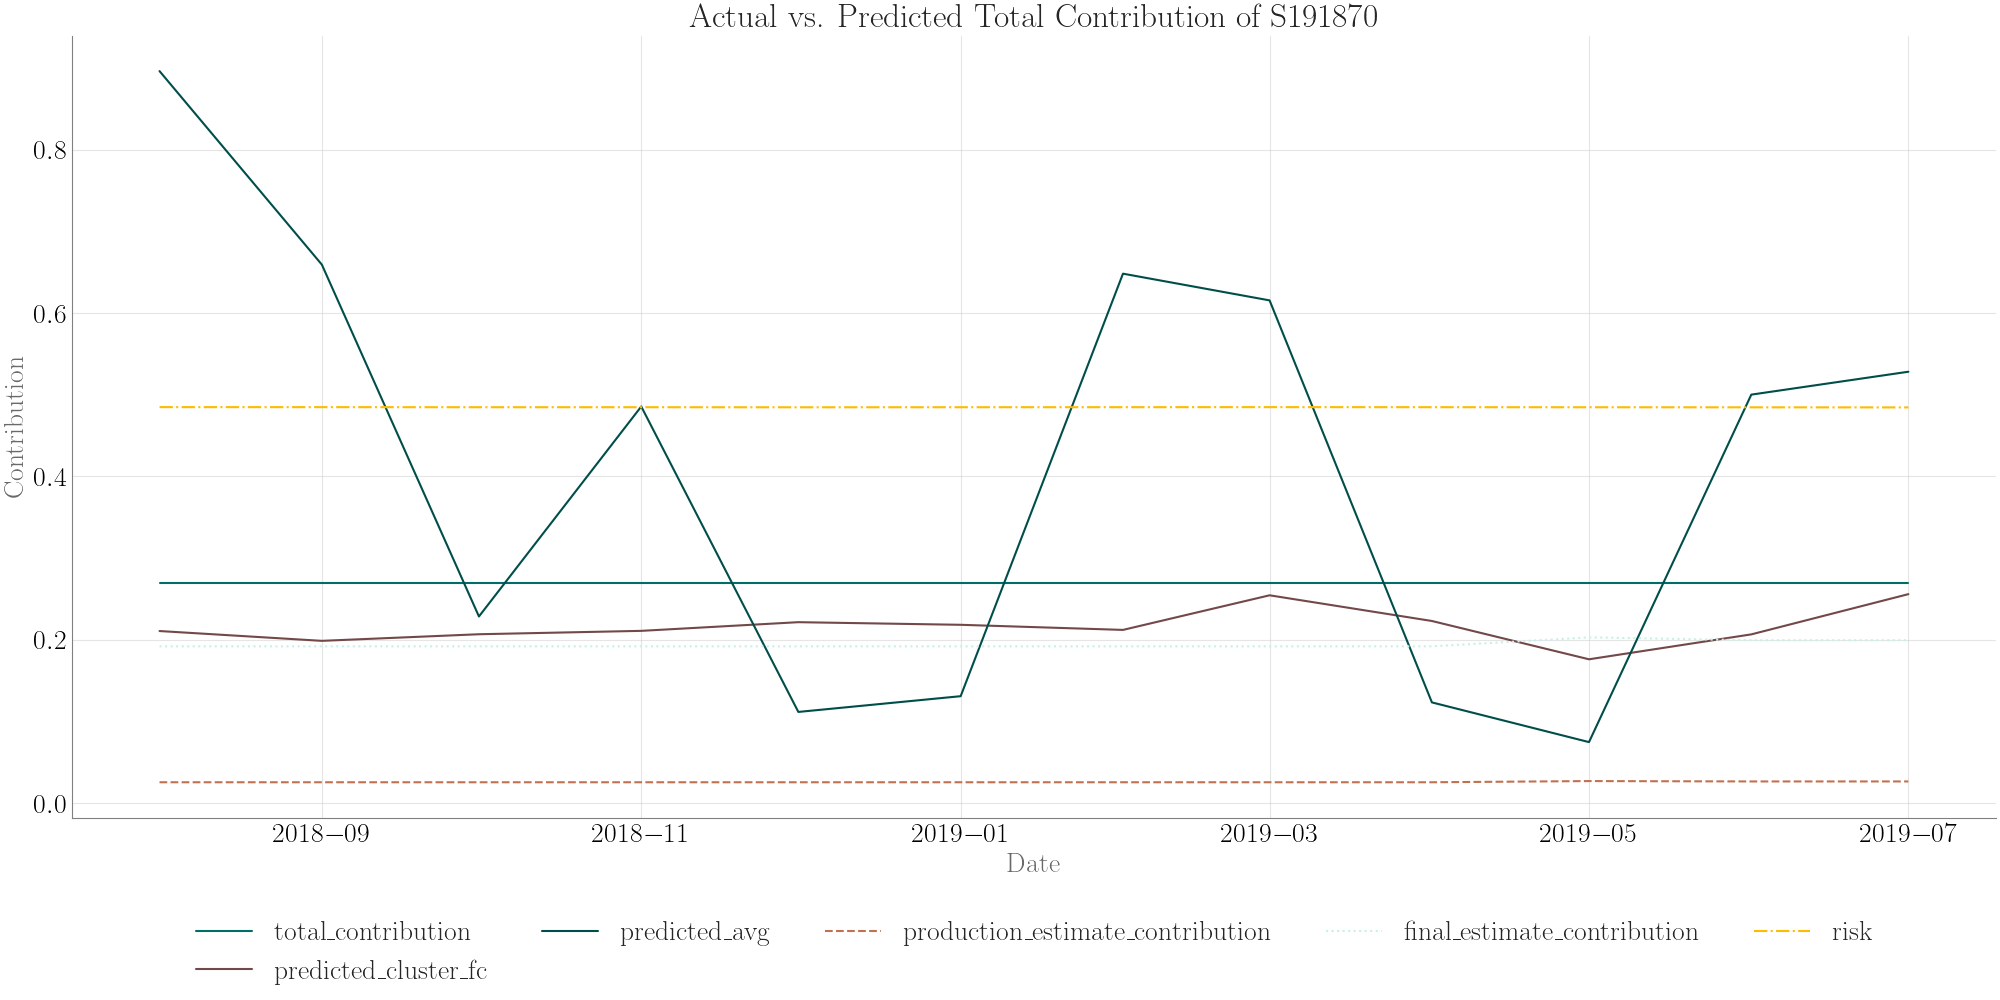 Actual vs. Predicted Total Contribution of S191870
Contribution
0.8
0.6
0.4
0.2
0.0
2018–09 2018–11 2019–01 2019–03 2019–05 2019–07
Date
total_contribution predicted_avg production_estimate_contribution final_estimate_contribution risk
predicted_cluster_fc